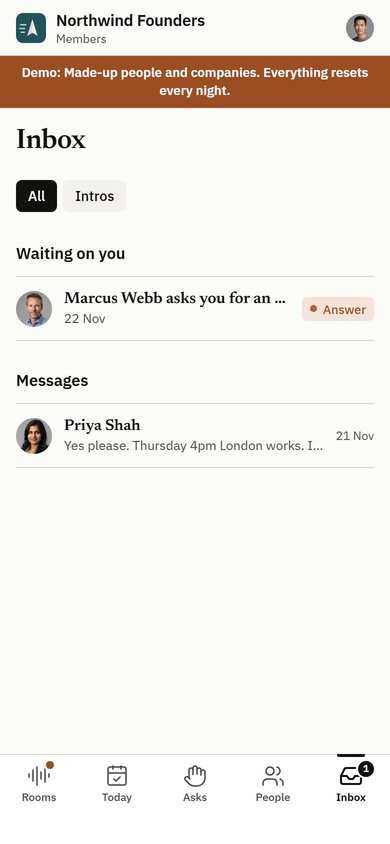 Northwind Founders
Members
Demo: Made-up people and companies. Everything resets
every night.
Inbox
All
Intros
Waiting on you
Marcus Webb asks you for an ...
22 Nov
Answer
Messages
Priya Shah
Yes please. Thursday 4pm London works. I...
21 Nov
1
Rooms
Today
Asks
People
Inbox